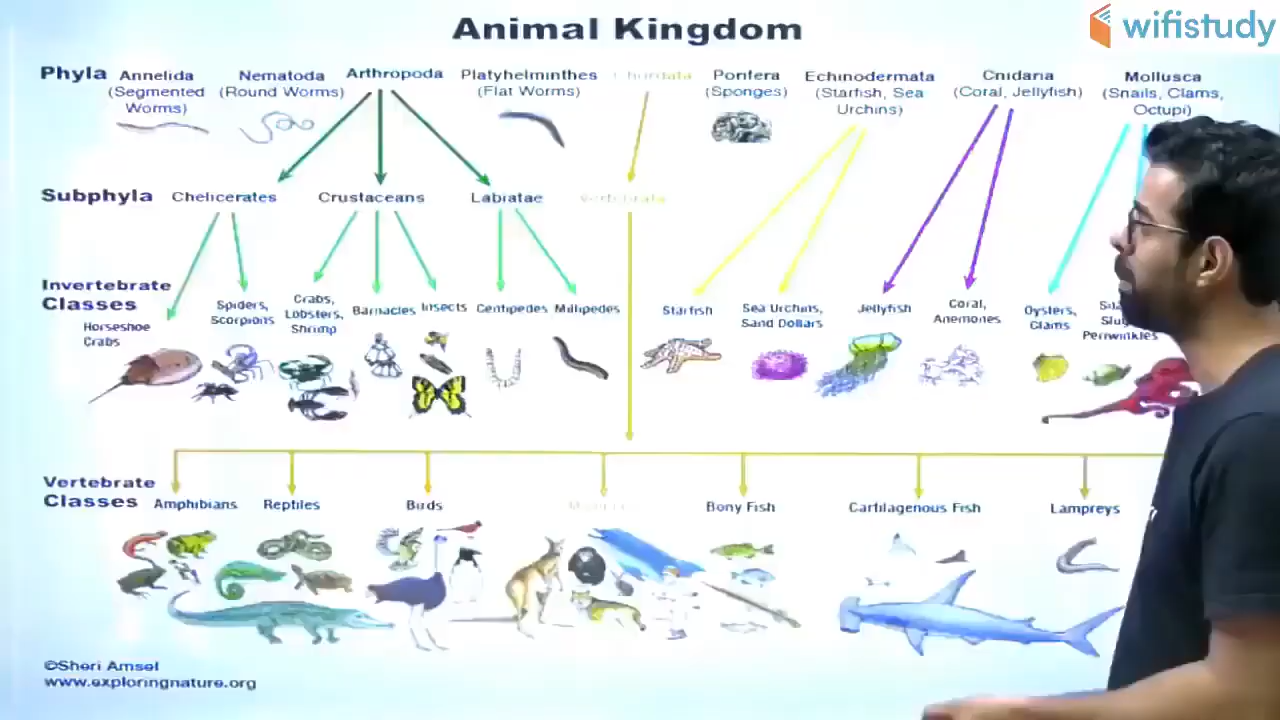 Animal Kingdom
wifistudy
Phyla
Annelida
(Segmented
Worms)
Nematoda
(Round Worms)
Arthropoda
Platyhelminthes
(Flat Worms)
Chordata
Porifera
(Sponges)
Echinodermata
(Starfish, Sea
Urchins)
Cnidaria
(Coral, Jellyfish)
Mollusca
(Snails, Clams,
Octupi)
Subphyla
Chelicerates
Crustaceans
Labiatae
Vertebrata
Invertebrate
Classes
Horseshoe
Crabs
Spiders,
Scorpions
Crabs,
Lobsters,
Shrimp
Barnacles
Insects
Centipedes
Millipedes
Starfish
Sea Urchins,
Sand Dollars
Jellyfish
Coral,
Anemones
Oysters,
Clams
Periwinkles
Vertebrate
Classes
Amphibians
Reptiles
Birds
Bony Fish
Cartilagenous Fish
Lampreys
©Sheri Amsel
www.exploringnature.org